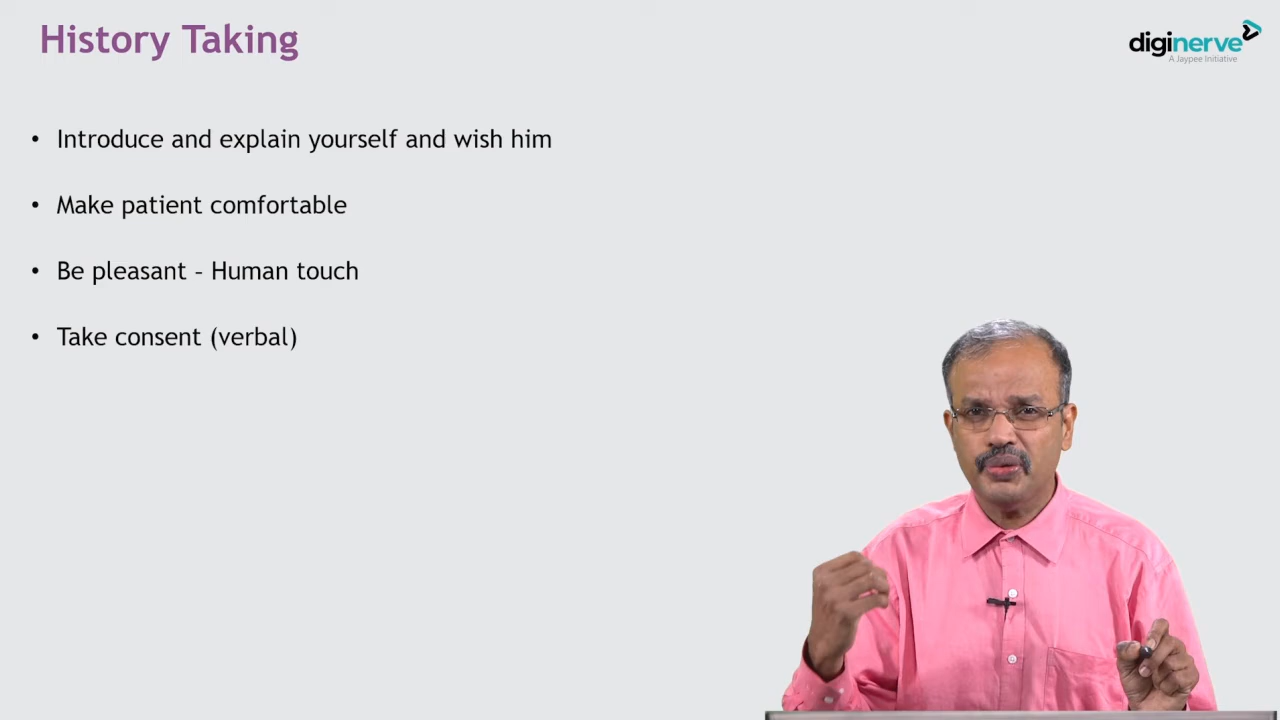 History Taking
diginerve
A Jaypee Initiative
• Introduce and explain yourself and wish him
• Make patient comfortable
• Be pleasant – Human touch
• Take consent (verbal)